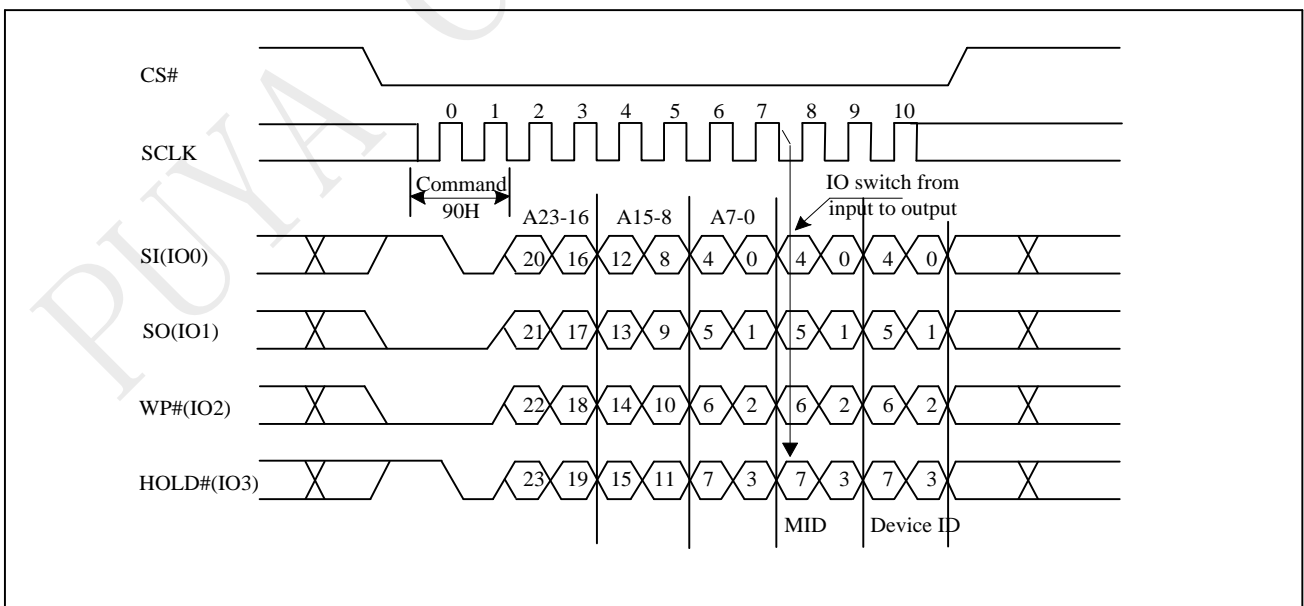 PUYA
CS#
0 1 2 3 4 5 6 7 8 9 10
SCLK
Command
90H
IO switch from
input to output
A23-16 A15-8 A7-0
SI(IO0)
20 16 12 8 4 0 4 0 4 0
SO(IO1)
21 17 13 9 5 1 5 1 5 1
WP#(IO2)
22 18 14 10 6 2 6 2 6 2
HOLD#(IO3)
23 19 15 11 7 3 7 3 7 3
MID Device ID